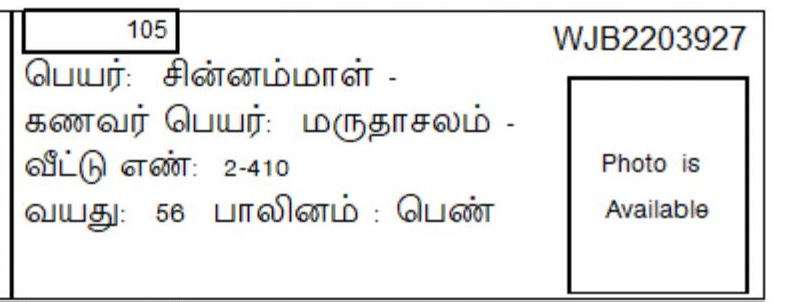 105
WJB2203927
பெயர்: சின்னம்மாள் -
கணவர் பெயர்: மருதாசலம் -
வீட்டு எண்: 2-410
வயது: 56 பாலினம் : பெண்
Photo is
Available